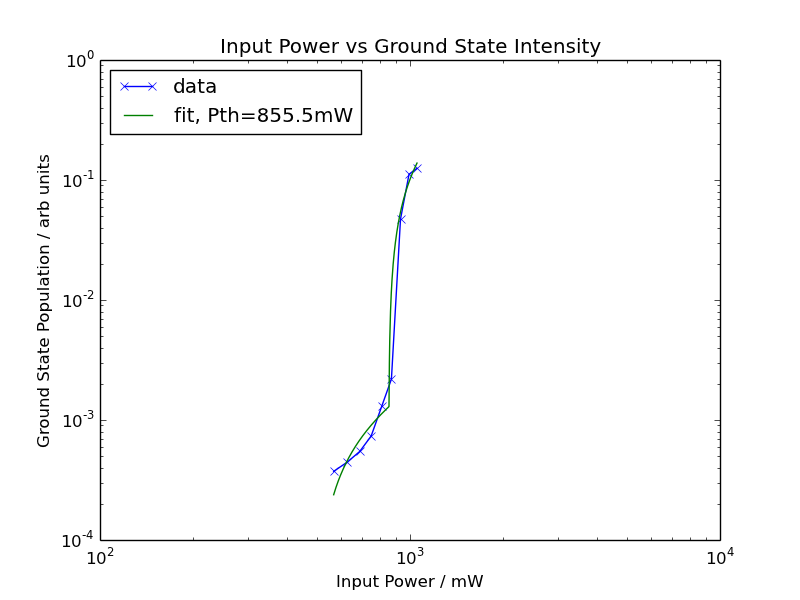 Input Power vs Ground State Intensity
10^0
data
fit, Pth=855.5mW
10^-1
10^-2
10^-3
10^-4
Ground State Population / arb units
10^2
10^3
10^4
Input Power / mW